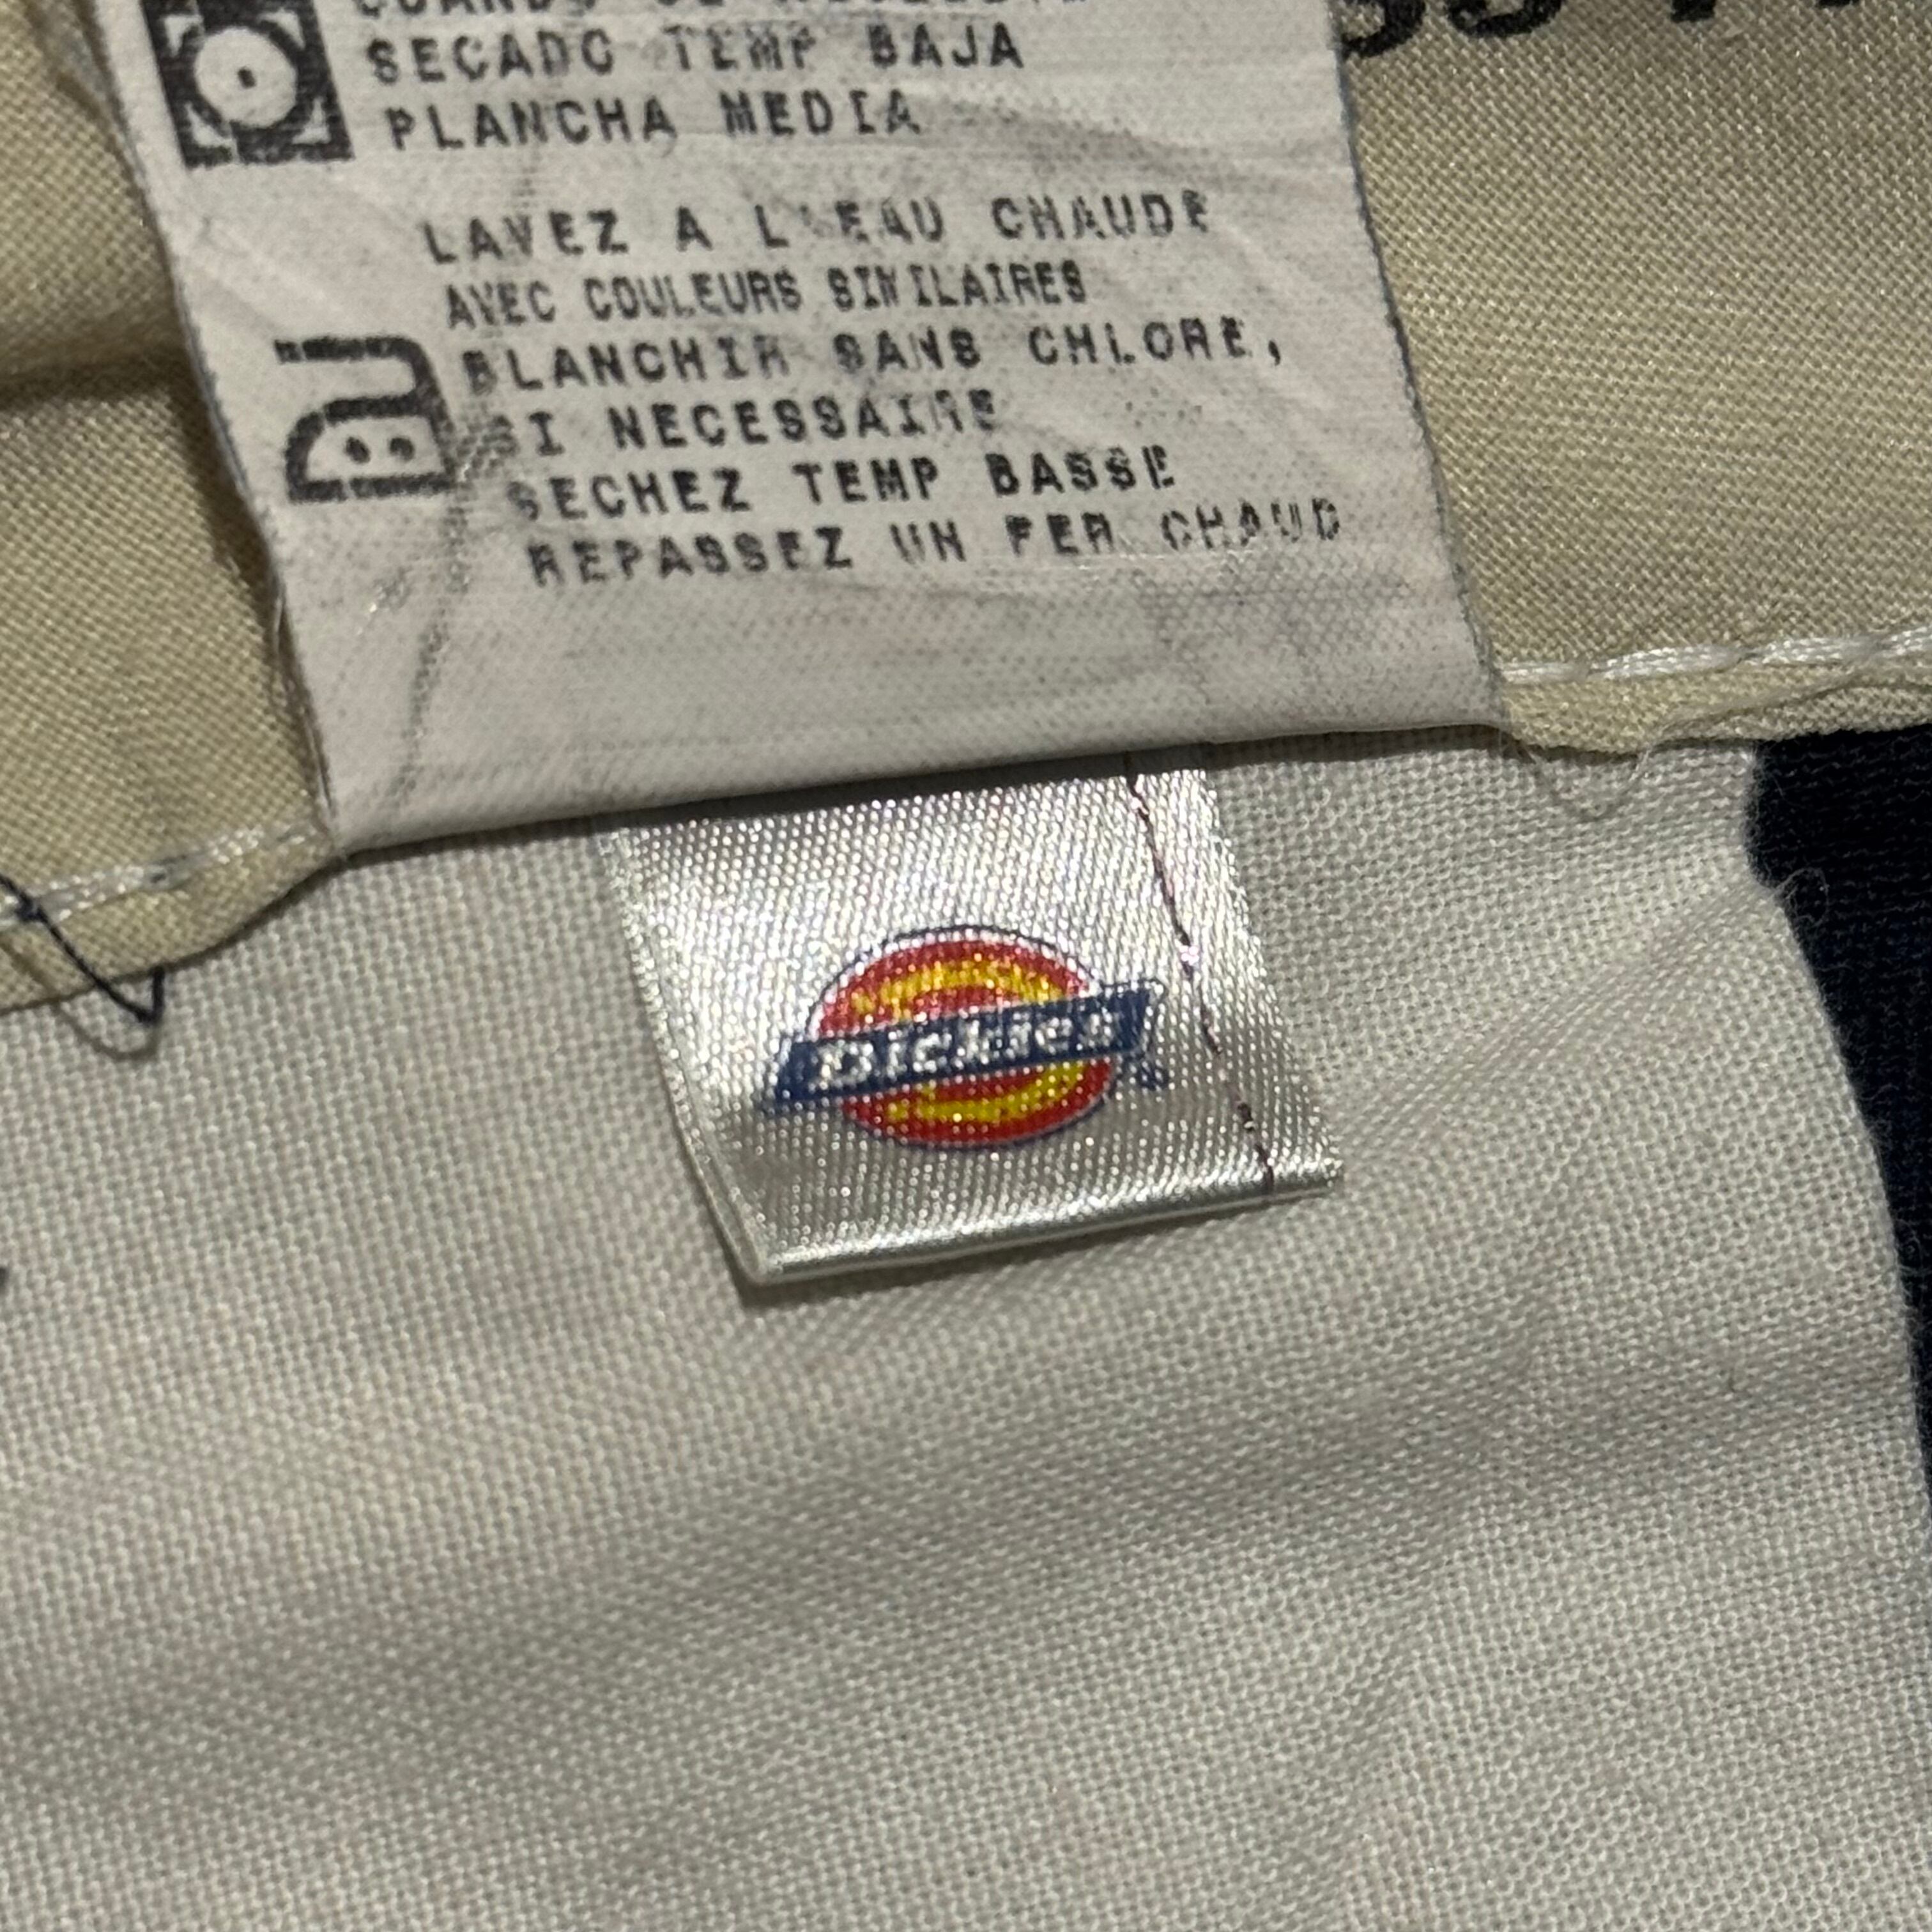 SECADO TEMP BAJA
PLANCHA MEDIA
LAVEZ A L'EAU CHAUDE
AVEC COULEURS SIMILAIRES
BLANCHIR SANS CHLORE,
SI NECESSAIRE
SECHEZ TEMP BASSE
REPASSEZ UN FER CHAUD
Dickies®